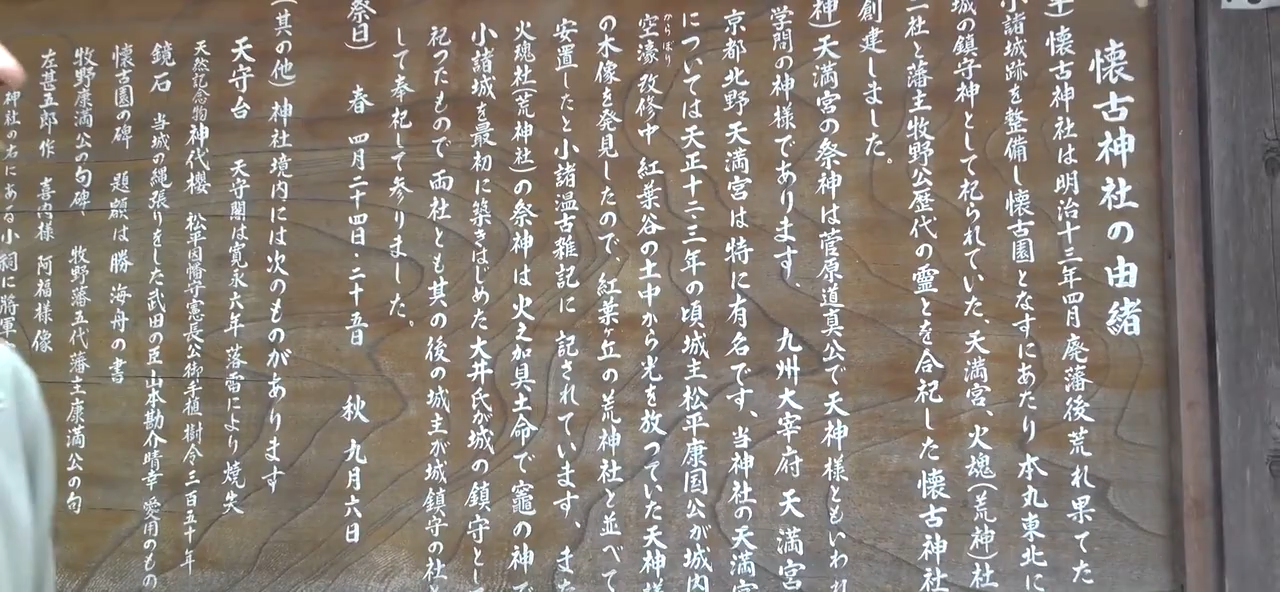 懐古神社の由緒
懐古神社は明治十三年四月廃藩後荒れ果てた
小諸城跡を整備し懐古園となすにあたり本丸東北に
城の鎮守神として祀られていた、天満宮、火魂(荒神)社
二社と藩主牧野公歴代の霊とを合祀した懐古神社
創建しました。
神)天満宮の祭神は菅原道真公で天神様ともいわれ
学問の神様であります。九州大宰府天満宮
京都北野天満宮は特に有名です、当神社の天満宮
については天正十二・三年の頃城主松平康国公が城内
空濠改修中紅葉谷の土中から光を放つていた天神様
からぼり
の木像を発見したので、紅葉ヶ丘の荒神社と並べて
安置したと小諸温古雑記に記されています、また
火魂社(荒神社)の祭神は火之加具土命で竈の神で
小諸城を最初に築きはじめた大井氏が城の鎮守とし
祀つたもので両社とも其の後の城主が城鎮守の社
して奉祀して参りました。
祭日) 春 四月二十四日・二十五日 秋 九月六日
(其の他) 神社境内には次のものがあります
天守台 天守閣は寛永六年落雷により焼失
天然記念物神代櫻 松平因幡守憲長公御手植樹令三百五十年
鏡石 当城の縄張りをした武田の臣山本勘介晴幸愛用のもの
懐古園の碑 題額は勝海舟の書
牧野康満公の句碑、牧野藩五代藩主康満公の句
左甚五郎作 喜門様 阿福様像
神社の右にある小祠に將軍